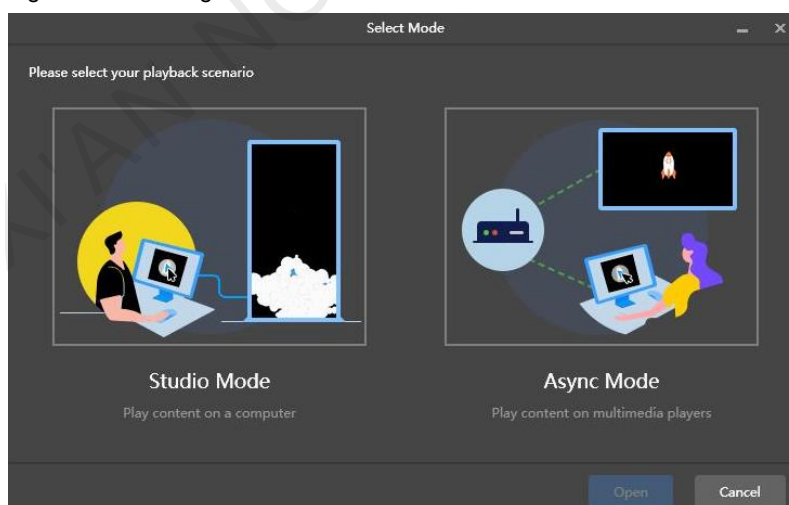 Select Mode
Please select your playback scenario
Studio Mode
Async Mode
Play content on a computer
Play content on multimedia players
Open
Cancel